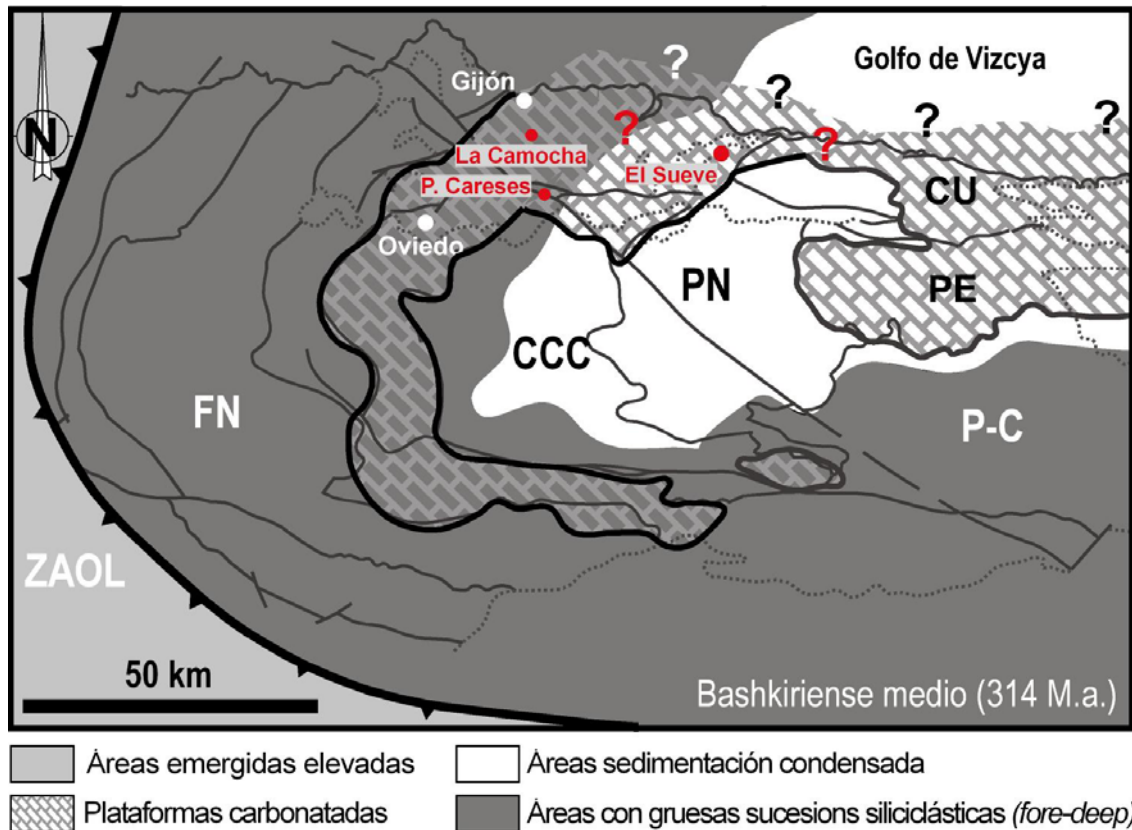 Golfo de Vizcya
?
?
?
?
Gijón
?
?
N
La Camocha
El Sueve
P. Careses
CU
Oviedo
PN
PE
CCC
FN
P-C
ZAOL
50 km
Bashkiriense medio (314 M.a.)
Áreas emergidas elevadas
Áreas sedimentación condensada
Plataformas carbonatadas
Áreas con gruesas sucesions siliciclásticas (fore-deep)